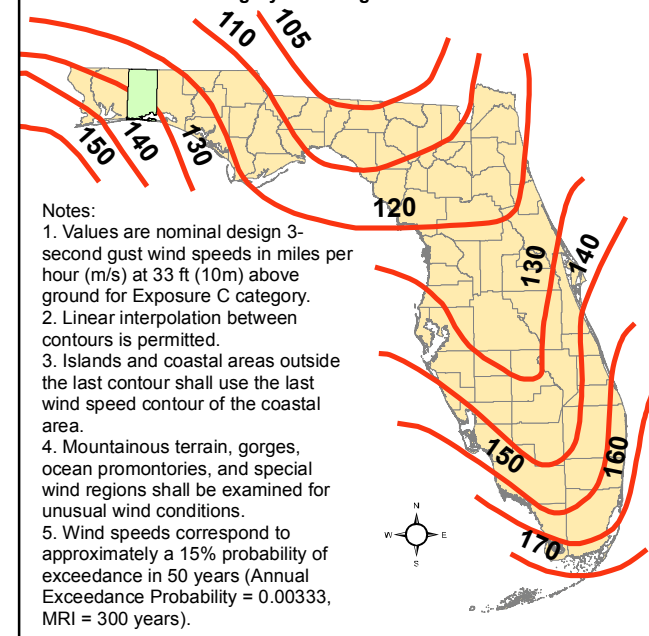 105
110
150
140
130
120
130
140
150
160
170
Notes:
1. Values are nominal design 3-
second gust wind speeds in miles per
hour (m/s) at 33 ft (10m) above
ground for Exposure C category.
2. Linear interpolation between
contours is permitted.
3. Islands and coastal areas outside
the last contour shall use the last
wind speed contour of the coastal
area.
4. Mountainous terrain, gorges,
ocean promontories, and special
wind regions shall be examined for
unusual wind conditions.
5. Wind speeds correspond to
approximately a 15% probability of
exceedance in 50 years (Annual
Exceedance Probability = 0.00333,
MRI = 300 years).
N
W E
S